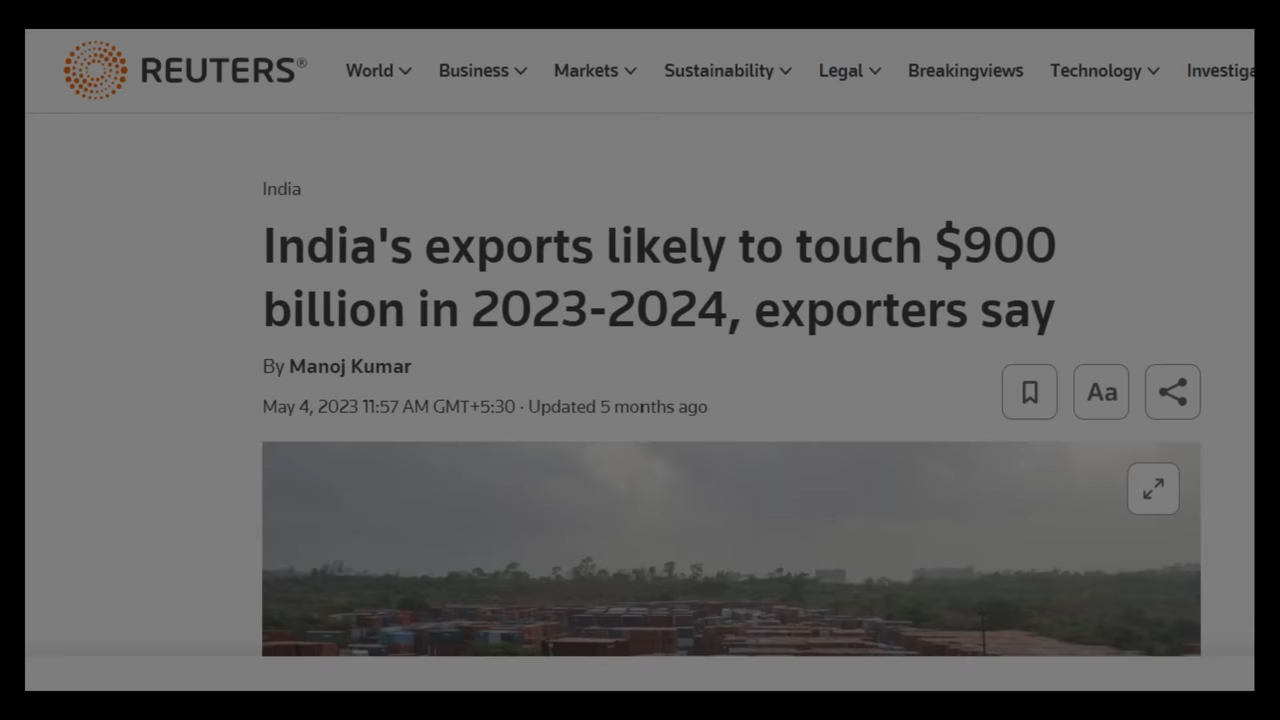 REUTERS® World Business Markets Sustainability Legal Breakingviews Technology Investiga
India
India's exports likely to touch $900
billion in 2023-2024, exporters say
By Manoj Kumar
May 4, 2023 11:57 AM GMT+5:30 · Updated 5 months ago
Aa